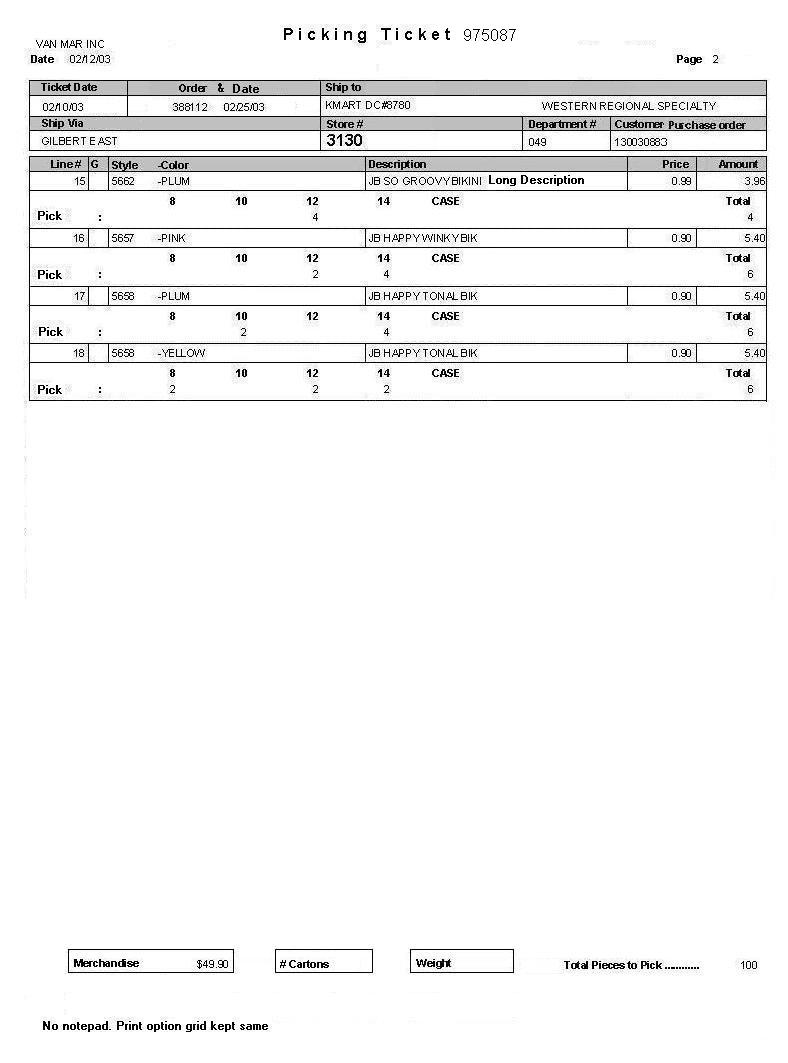 Picking Ticket 975087
VAN MAR INC
Date 02/12/03 Page 2
Ticket Date Order & Date Ship to
02/10/03 388112 02/25/03 KMART DC#8780 WESTERN REGIONAL SPECIALTY
Ship Via Store # Department # Customer Purchase order
GILBERT EAST 3130 049 130030883
Line # G Style -Color Description Price Amount
15 5662 -PLUM JB SO GROOVY BIKINI Long Description 0.99 3.96
8 10 12 14 CASE Total
Pick : 4 4
16 5657 -PINK JB HAPPY WINKY BIK 0.90 5.40
8 10 12 14 CASE Total
Pick : 2 4 6
17 5658 -PLUM JB HAPPY TONAL BIK 0.90 5.40
8 10 12 14 CASE Total
Pick : 2 4 6
18 5658 -YELLOW JB HAPPY TONAL BIK 0.90 5.40
8 10 12 14 CASE Total
Pick : 2 2 2 6
Merchandise $49.90 # Cartons Weight Total Pieces to Pick ............ 100
No notepad. Print option grid kept same